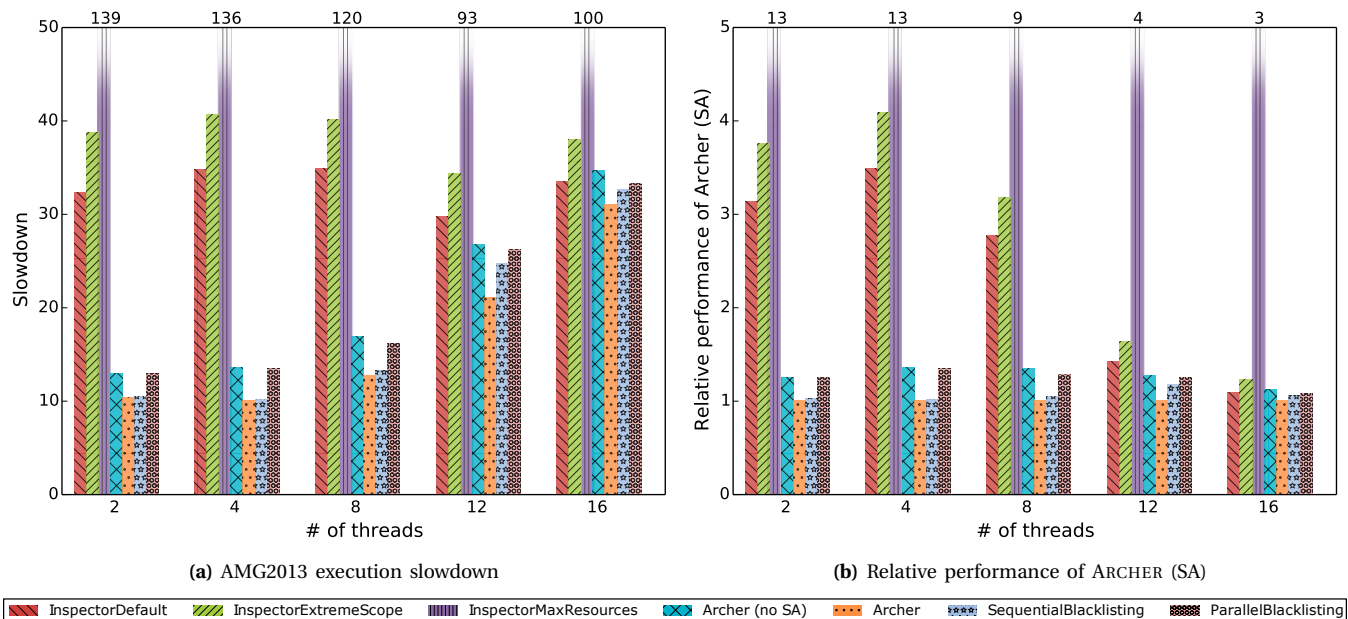 139 136 120 93 100
50
40
30
20
10
0
Slowdown
2 4 8 12 16
# of threads
(a) AMG2013 execution slowdown
13 13 9 4 3
5
4
3
2
1
0
Relative performance of Archer (SA)
2 4 8 12 16
# of threads
(b) Relative performance of ARCHER (SA)
InspectorDefault InspectorExtremeScope InspectorMaxResources Archer (no SA) Archer SequentialBlacklisting ParallelBlacklisting